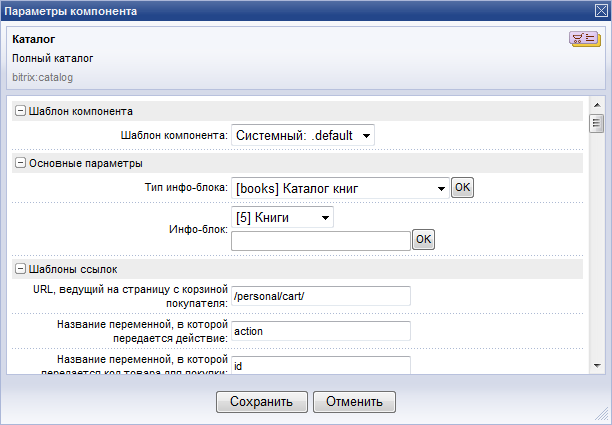 Параметры компонента
Каталог
Полный каталог
bitrix:catalog
Шаблон компонента
Шаблон компонента: Системный: .default
Основные параметры
Тип инфо-блока: [books] Каталог книг OK
Инфо-блок: [5] Книги
OK
Шаблоны ссылок
URL, ведущий на страницу с корзиной
покупателя: /personal/cart/
Название переменной, в которой
передается действие: action
Название переменной, в которой
передается код товара для покупки: id
Сохранить Отменить